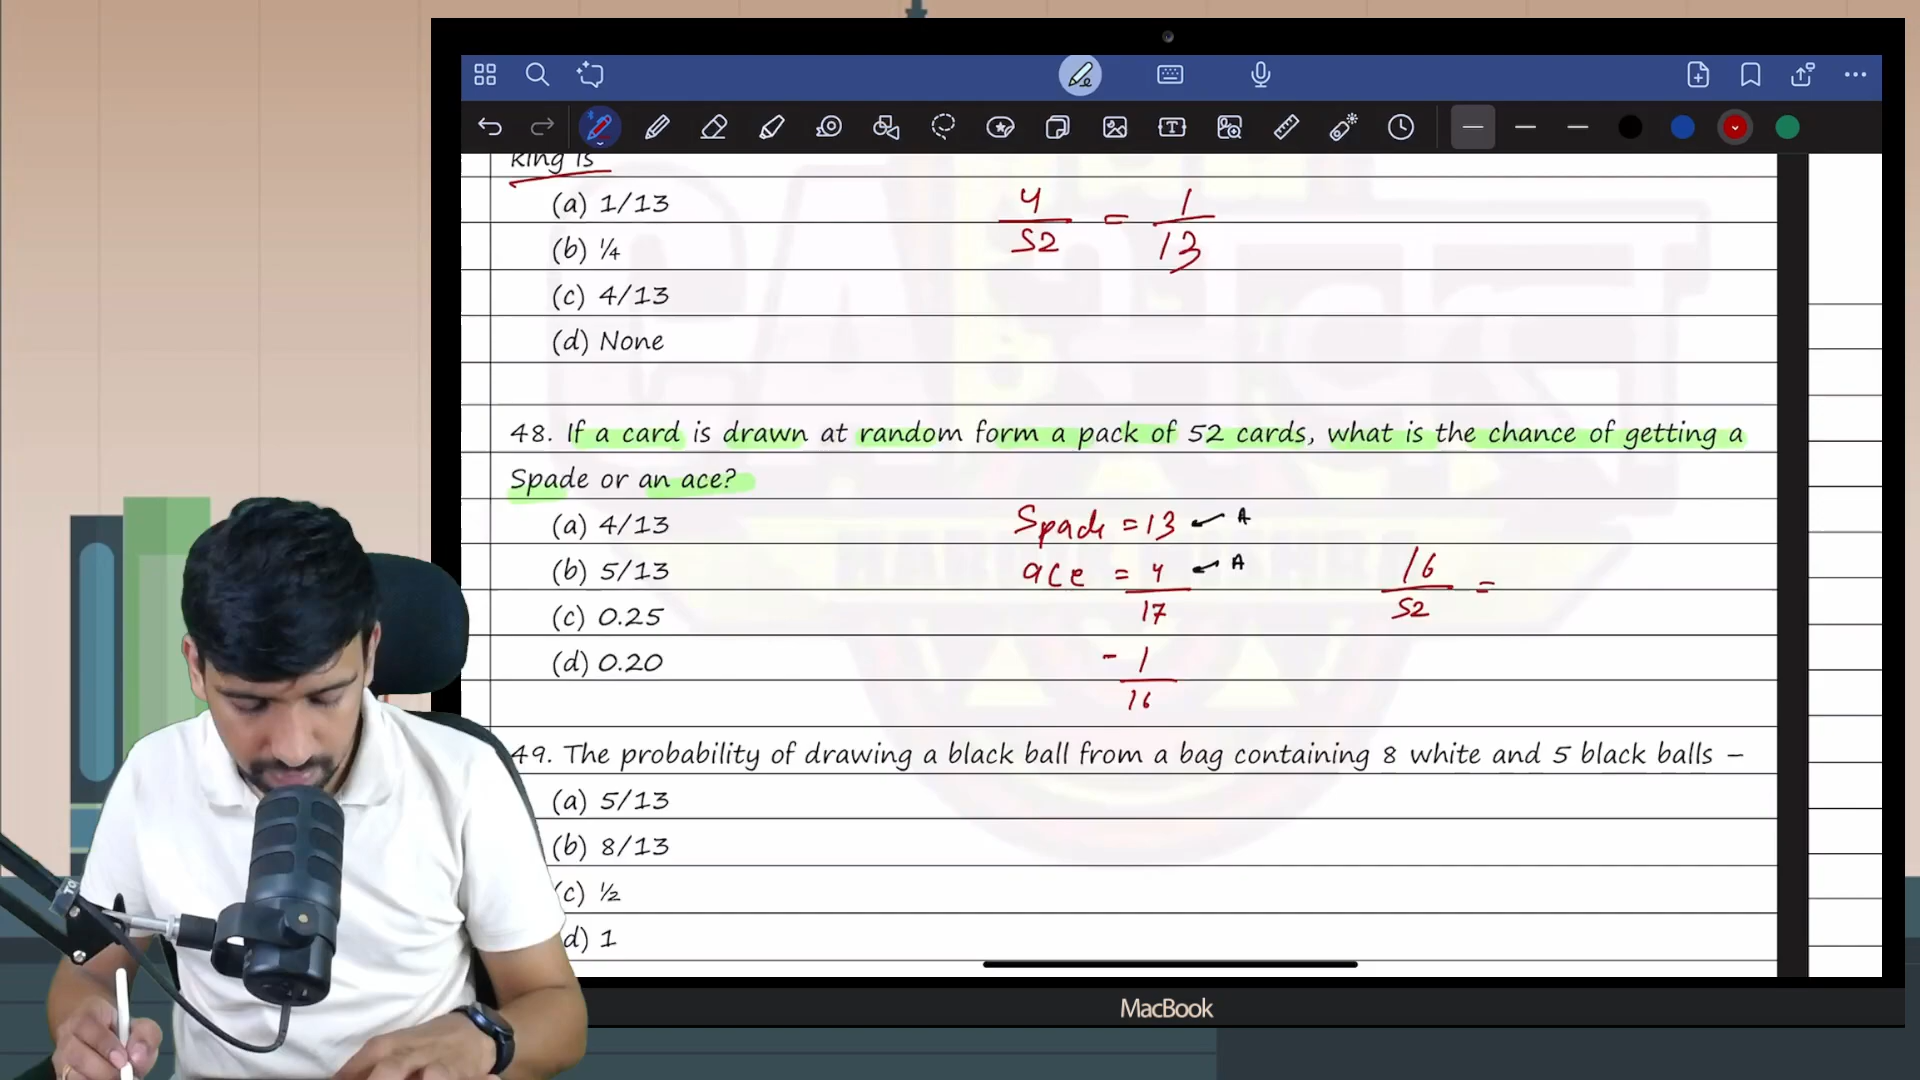 King is
(a) 1/13
4/52 = 1/13
(b) ¼
(c) 4/13
(d) None
48. If a card is drawn at random form a pack of 52 cards, what is the chance of getting a
Spade or an ace?
(a) 4/13
Spade = 13 A
(b) 5/13
ace = 4 A
16/52 =
17
(c) 0.25
(d) 0.20
- 1
16
49. The probability of drawing a black ball from a bag containing 8 white and 5 black balls –
(a) 5/13
(b) 8/13
(c) ½
d) 1
MacBook